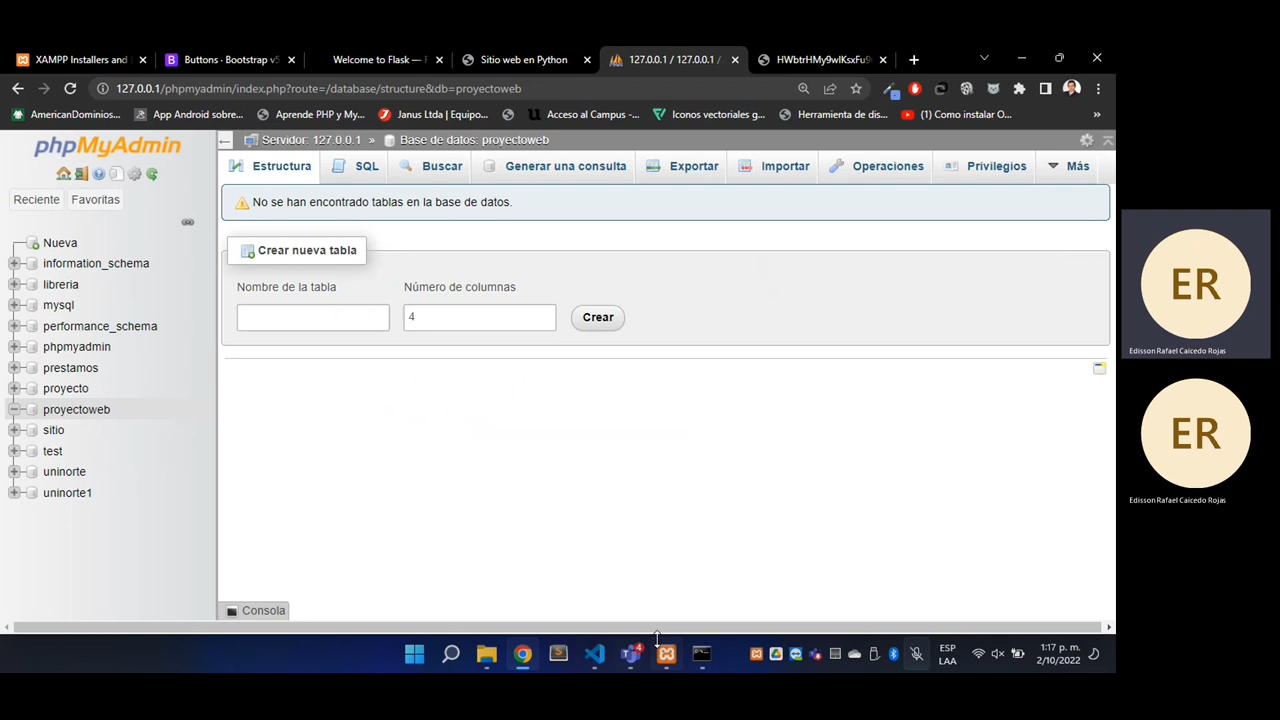 XAMPP Installers and
Buttons · Bootstrap v5
Welcome to Flask —
Sitio web en Python
127.0.0.1 / 127.0.0.1 /
HWbtrHMy9wIKsxFu9
127.0.0.1/phpmyadmin/index.php?route=/database/structure&db=proyectoweb
AmericanDominios...
App Android sobre...
Aprende PHP y My...
Janus Ltda | Equipo...
Acceso al Campus -...
Iconos vectoriales g...
Herramienta de dis...
(1) Como instalar O...
»
phpMyAdmin
Reciente
Favoritas
Nueva
information_schema
libreria
mysql
performance_schema
phpmyadmin
prestamos
proyecto
proyectoweb
sitio
test
uninorte
uninorte1
Servidor: 127.0.0.1 » Base de datos: proyectoweb
Estructura
SQL
Buscar
Generar una consulta
Exportar
Importar
Operaciones
Privilegios
Más
No se han encontrado tablas en la base de datos.
Crear nueva tabla
Nombre de la tabla
Número de columnas
4
Crear
Consola
ER
Edisson Rafael Caicedo Rojas
ER
Edisson Rafael Caicedo Rojas
4
ESP
LAA
1:17 p. m.
2/10/2022